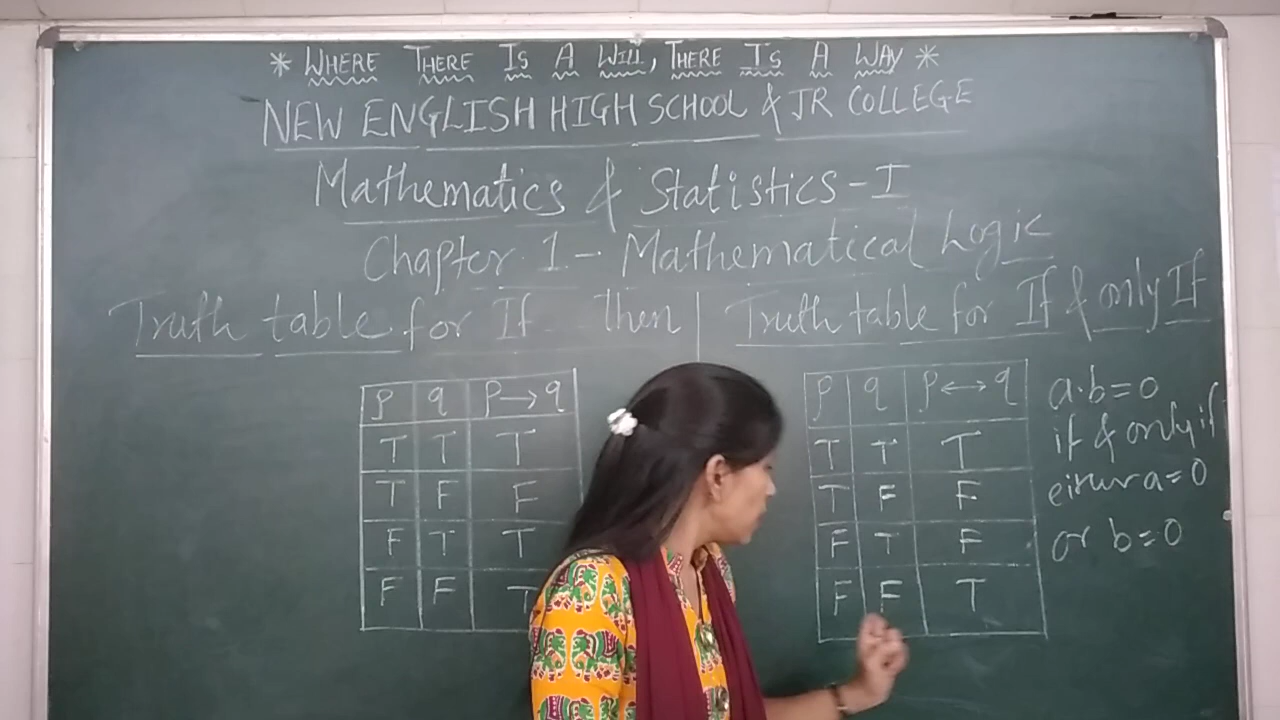 * WHERE THERE IS A WILL, THERE IS A WAY *
NEW ENGLISH HIGH SCHOOL & JR COLLEGE
Mathematics & Statistics - I
Chapter 1 - Mathematical Logic
Truth table for If then
p q p→q
T T T
T F F
F T T
F F T
Truth table for If & only If
p q p↔q
T T T
T F F
F T F
F F T
a.b=0
if & only if
either a=0
or b=0